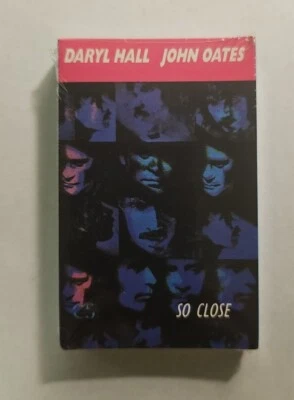 DARYL HALL JOHN OATES
SO CLOSE